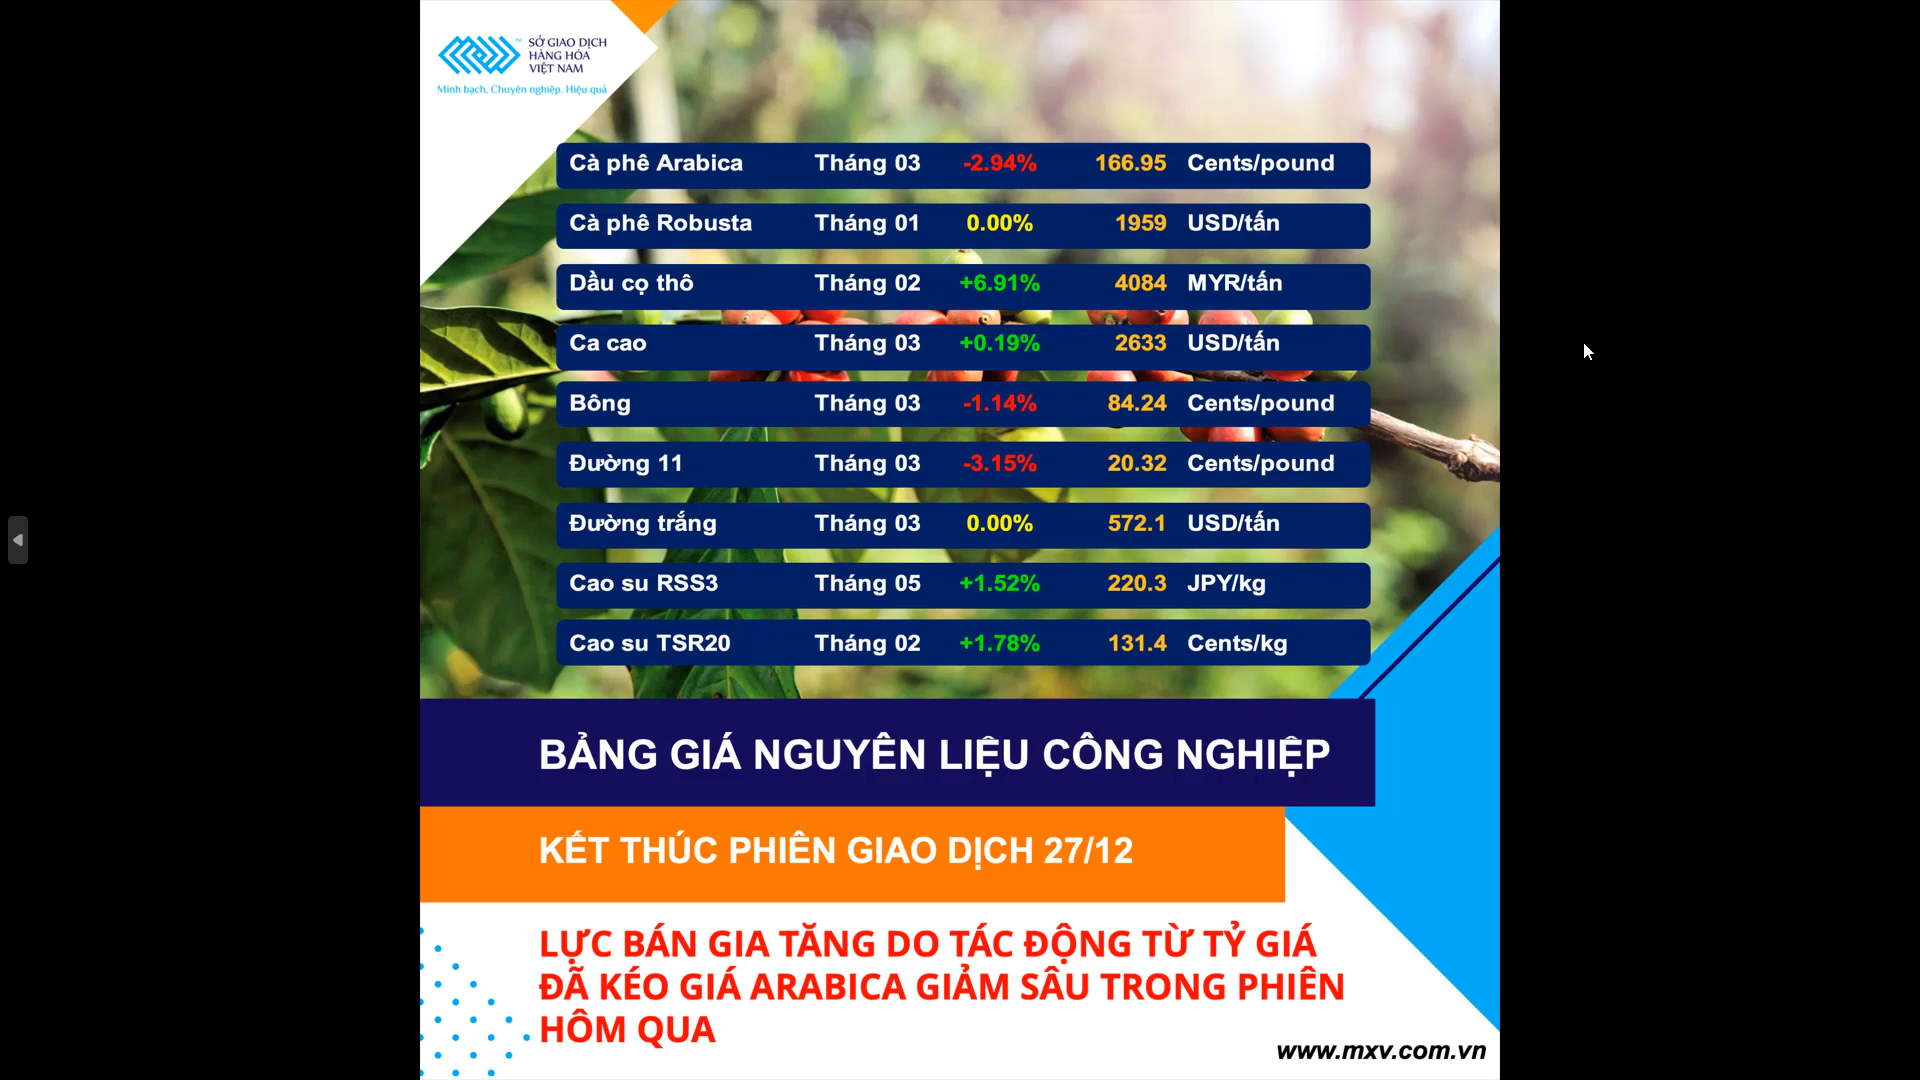 SỞ GIAO DỊCH
HÀNG HÓA
VIỆT NAM
Minh bạch. Chuyên nghiệp. Hiệu quả
Cà phê Arabica Tháng 03 -2.94% 166.95 Cents/pound
Cà phê Robusta Tháng 01 0.00% 1959 USD/tấn
Dầu cọ thô Tháng 02 +6.91% 4084 MYR/tấn
Ca cao Tháng 03 +0.19% 2633 USD/tấn
Bông Tháng 03 -1.14% 84.24 Cents/pound
Đường 11 Tháng 03 -3.15% 20.32 Cents/pound
Đường trắng Tháng 03 0.00% 572.1 USD/tấn
Cao su RSS3 Tháng 05 +1.52% 220.3 JPY/kg
Cao su TSR20 Tháng 02 +1.78% 131.4 Cents/kg
BẢNG GIÁ NGUYÊN LIỆU CÔNG NGHIỆP
KẾT THÚC PHIÊN GIAO DỊCH 27/12
LỰC BÁN GIA TĂNG DO TÁC ĐỘNG TỪ TỶ GIÁ
ĐÃ KÉO GIÁ ARABICA GIẢM SÂU TRONG PHIÊN
HÔM QUA
www.mxv.com.vn